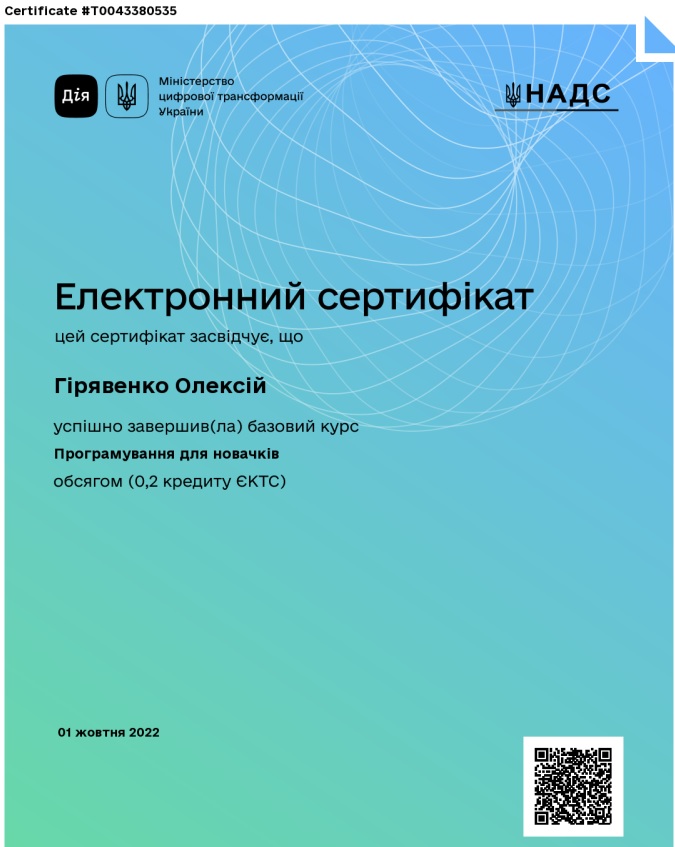 Certificate #T0043380535
Дія
Міністерство
цифрової трансформації
України
НАДС
Електронний сертифікат
цей сертифікат засвідчує, що
Гірявенко Олексій
успішно завершив(ла) базовий курс
Програмування для новачків
обсягом (0,2 кредиту ЄКТС)
01 жовтня 2022